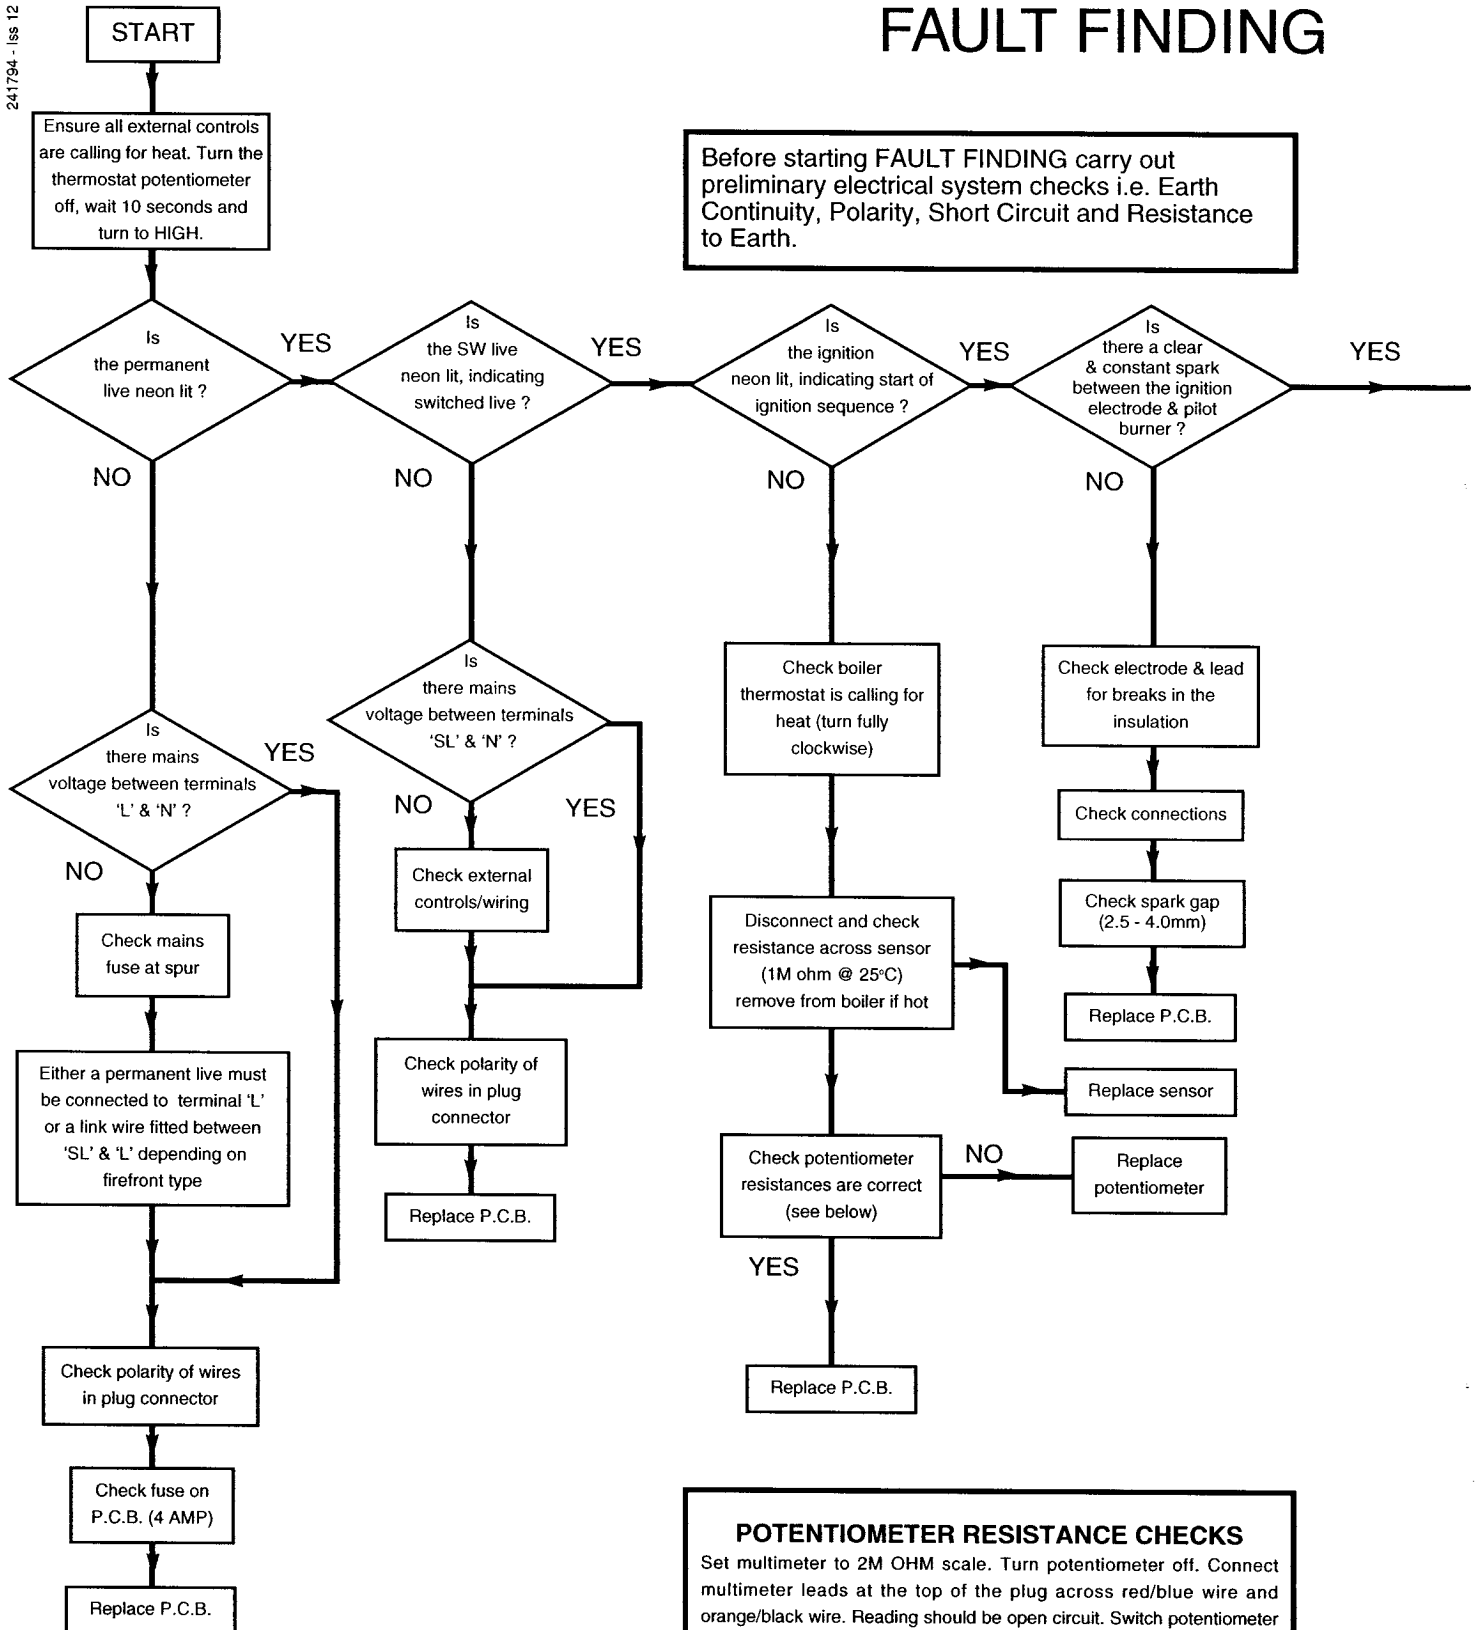 241794 - Iss 12
FAULT FINDING
START
Ensure all external controls
are calling for heat. Turn the
thermostat potentiometer
off, wait 10 seconds and
turn to HIGH.
Before starting FAULT FINDING carry out
preliminary electrical system checks i.e. Earth
Continuity, Polarity, Short Circuit and Resistance
to Earth.
Is
the permanent
live neon lit ?
YES
NO
Is
the SW live
neon lit, indicating
switched live ?
YES
NO
Is
the ignition
neon lit, indicating start of
ignition sequence ?
YES
NO
Is
there a clear
& constant spark
between the ignition
electrode & pilot
burner ?
YES
NO
Is
there mains
voltage between terminals
‘L’ & ‘N’ ?
YES
NO
Check mains
fuse at spur
Either a permanent live must
be connected to terminal ‘L’
or a link wire fitted between
‘SL’ & ‘L’ depending on
firefront type
Check polarity of wires
in plug connector
Check fuse on
P.C.B. (4 AMP)
Replace P.C.B.
Is
there mains
voltage between terminals
‘SL’ & ‘N’ ?
NO
YES
Check external
controls/wiring
Check polarity of
wires in plug
connector
Replace P.C.B.
Check boiler
thermostat is calling for
heat (turn fully
clockwise)
Disconnect and check
resistance across sensor
(1M ohm @ 25°C)
remove from boiler if hot
Replace sensor
Check potentiometer
resistances are correct
(see below)
NO
Replace
potentiometer
YES
Replace P.C.B.
Check electrode & lead
for breaks in the
insulation
Check connections
Check spark gap
(2.5 - 4.0mm)
Replace P.C.B.
POTENTIOMETER RESISTANCE CHECKS
Set multimeter to 2M OHM scale. Turn potentiometer off. Connect
multimeter leads at the top of the plug across red/blue wire and
orange/black wire. Reading should be open circuit. Switch potentiometer